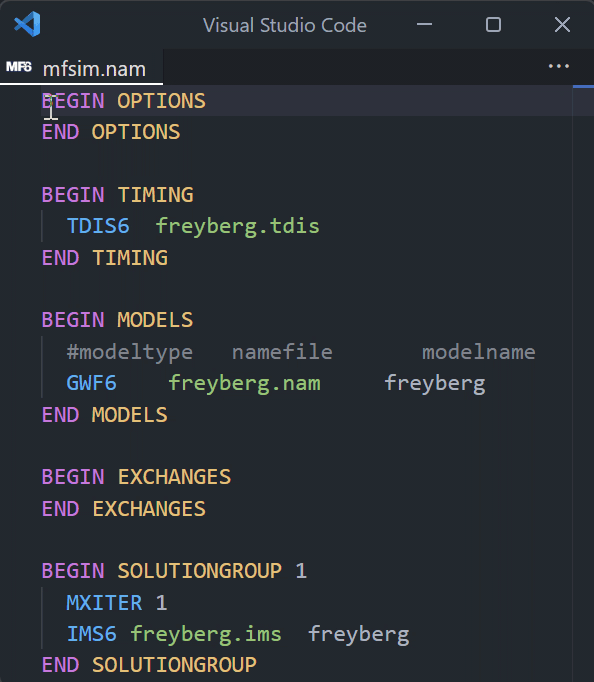 Visual Studio Code
MF6 mfsim.nam
BEGIN OPTIONS
END OPTIONS
BEGIN TIMING
TDIS6 freyberg.tdis
END TIMING
BEGIN MODELS
#modeltype namefile modelname
GWF6 freyberg.nam freyberg
END MODELS
BEGIN EXCHANGES
END EXCHANGES
BEGIN SOLUTIONGROUP 1
MXITER 1
IMS6 freyberg.ims freyberg
END SOLUTIONGROUP